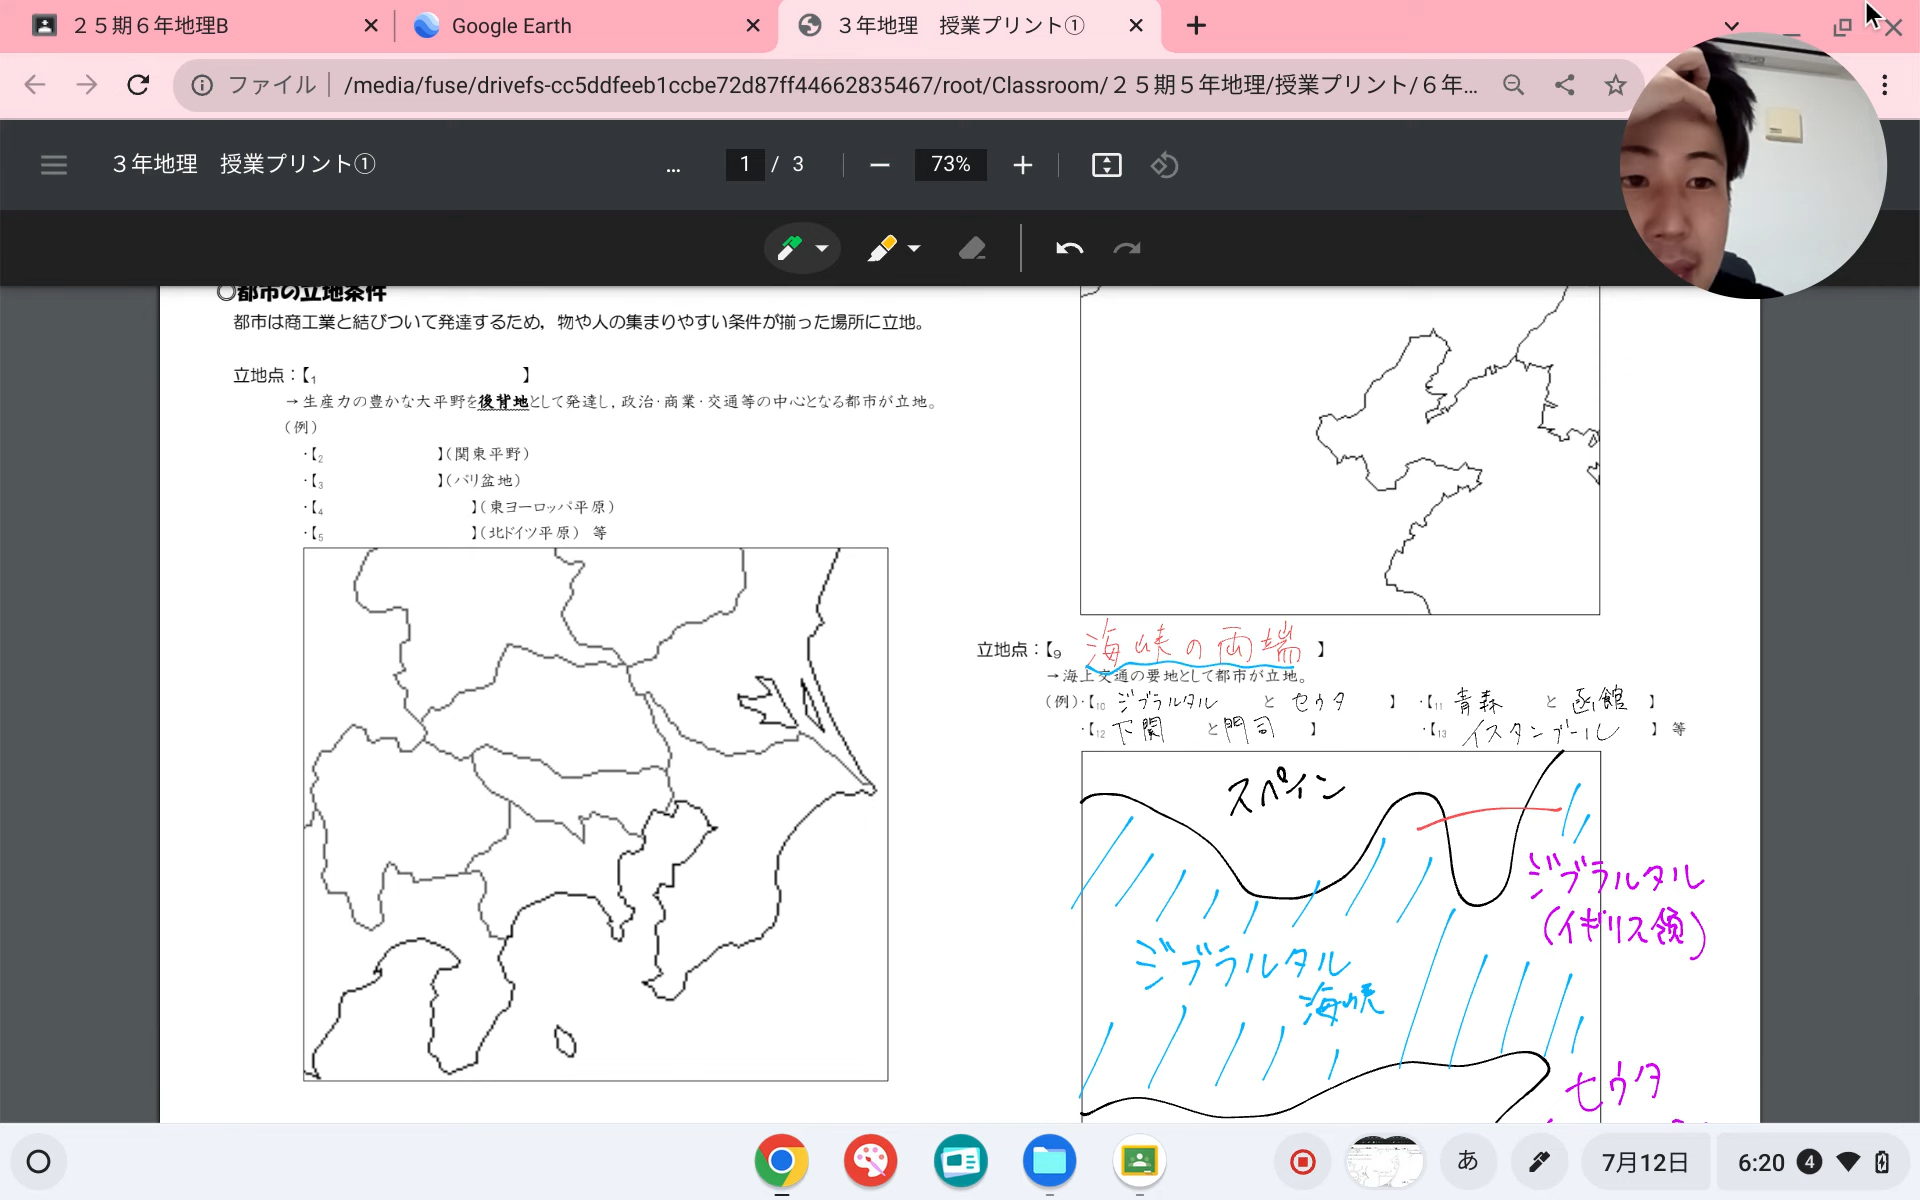 ２５期６年地理B
Google Earth
３年地理　授業プリント①
ファイル
/media/fuse/drivefs-cc5ddfeeb1ccbe72d87ff44662835467/root/Classroom/２５期５年地理/授業プリント/６年...
３年地理　授業プリント①
...
1 / 3
73%
○都市の立地条件
都市は商工業と結びついて発達するため，物や人の集まりやすい条件が揃った場所に立地。
立地点：【1 】
→生産力の豊かな大平野を後背地として発達し，政治・商業・交通等の中心となる都市が立地。
（例）
・【2 】（関東平野）
・【3 】（パリ盆地）
・【4 】（東ヨーロッパ平原）
・【5 】（北ドイツ平原） 等
立地点：【9 海峡の両端 】
→海上交通の要地として都市が立地。
（例）・【10 ジブラルタル と セウタ 】 ・【11 青森 と 函館 】
・【12 下関 と 門司 】 ・【13 イスタンブール 】 等
スペイン
ジブラルタル
（イギリス領）
ジブラルタル
海峡
セウタ
あ
7月12日
6:20
4